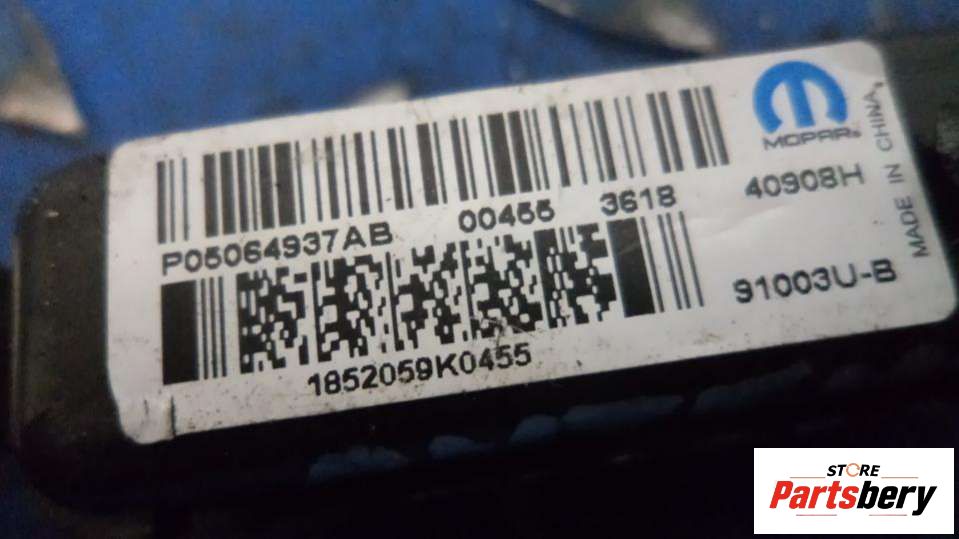 MOPAR
MADE IN CHINA
P05064937AB 00455 3618 40908H
91003U-B
1852059K0455
STORE
Partsbery